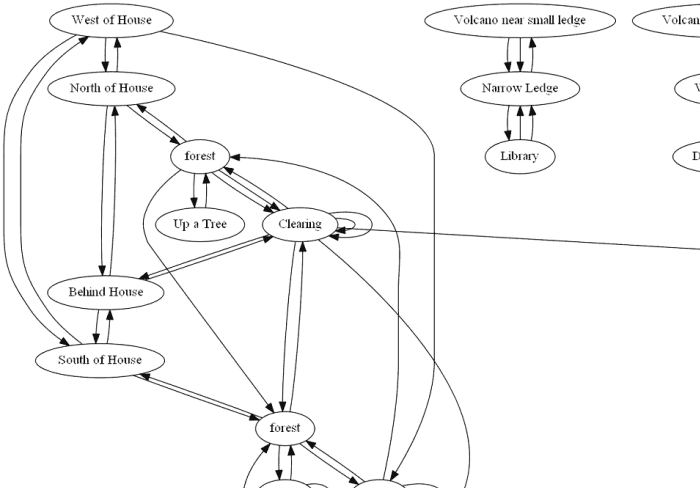 West of House
Volcano near small ledge
Volcan
North of House
Narrow Ledge
V
forest
Library
D
Up a Tree
Clearing
Behind House
South of House
forest